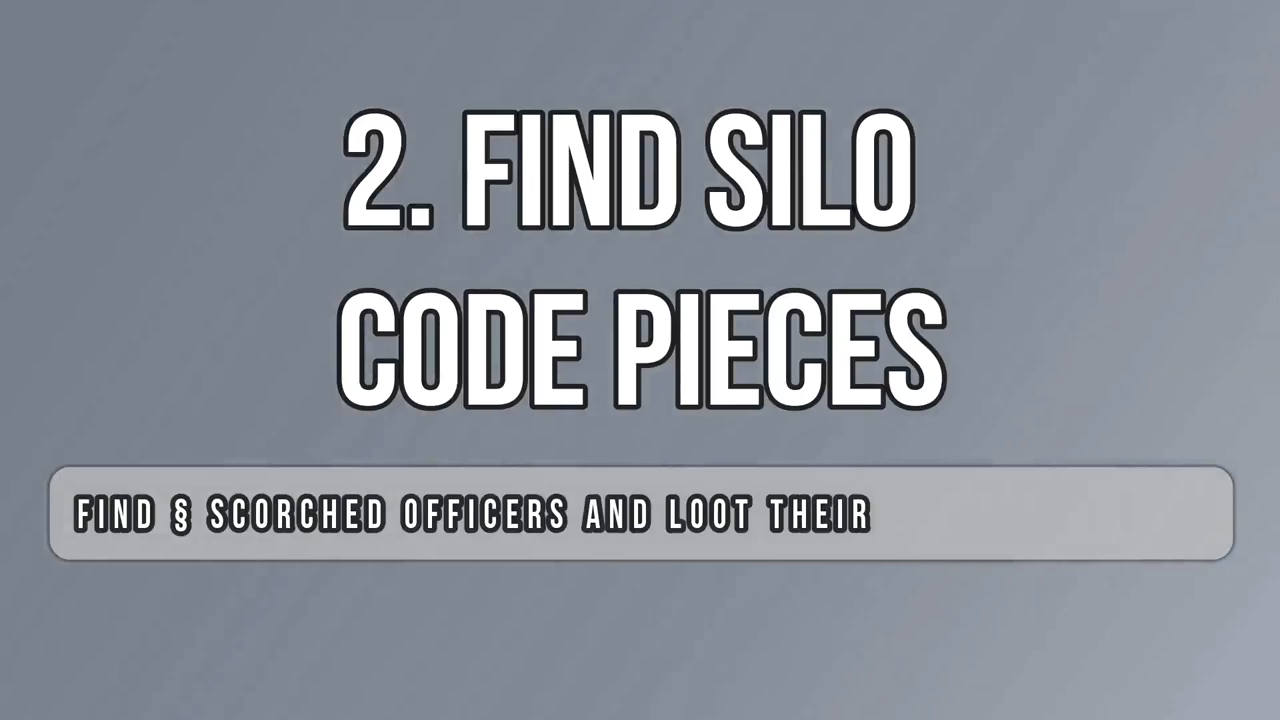 2. FIND SILO
CODE PIECES
FIND § SCORCHED OFFICERS AND LOOT THEIR